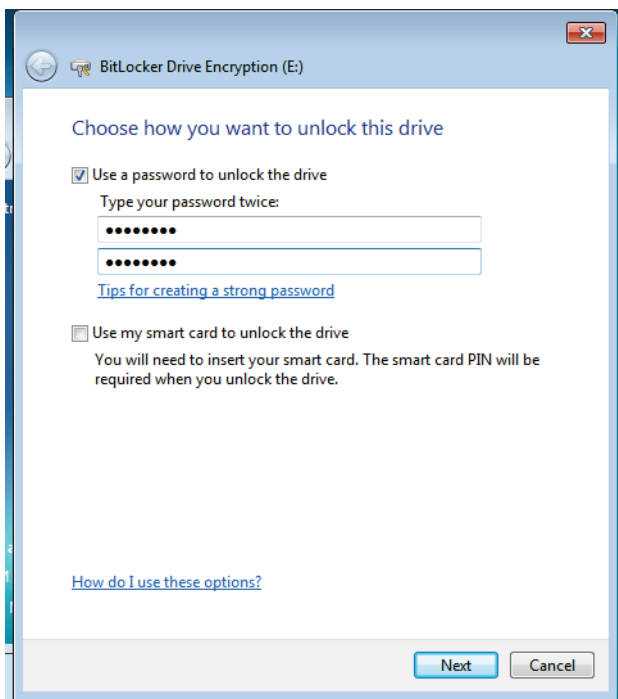 BitLocker Drive Encryption (E:)
Choose how you want to unlock this drive
Use a password to unlock the drive
Type your password twice:
••••••••
••••••••
Tips for creating a strong password
Use my smart card to unlock the drive
You will need to insert your smart card. The smart card PIN will be
required when you unlock the drive.
How do I use these options?
Next Cancel